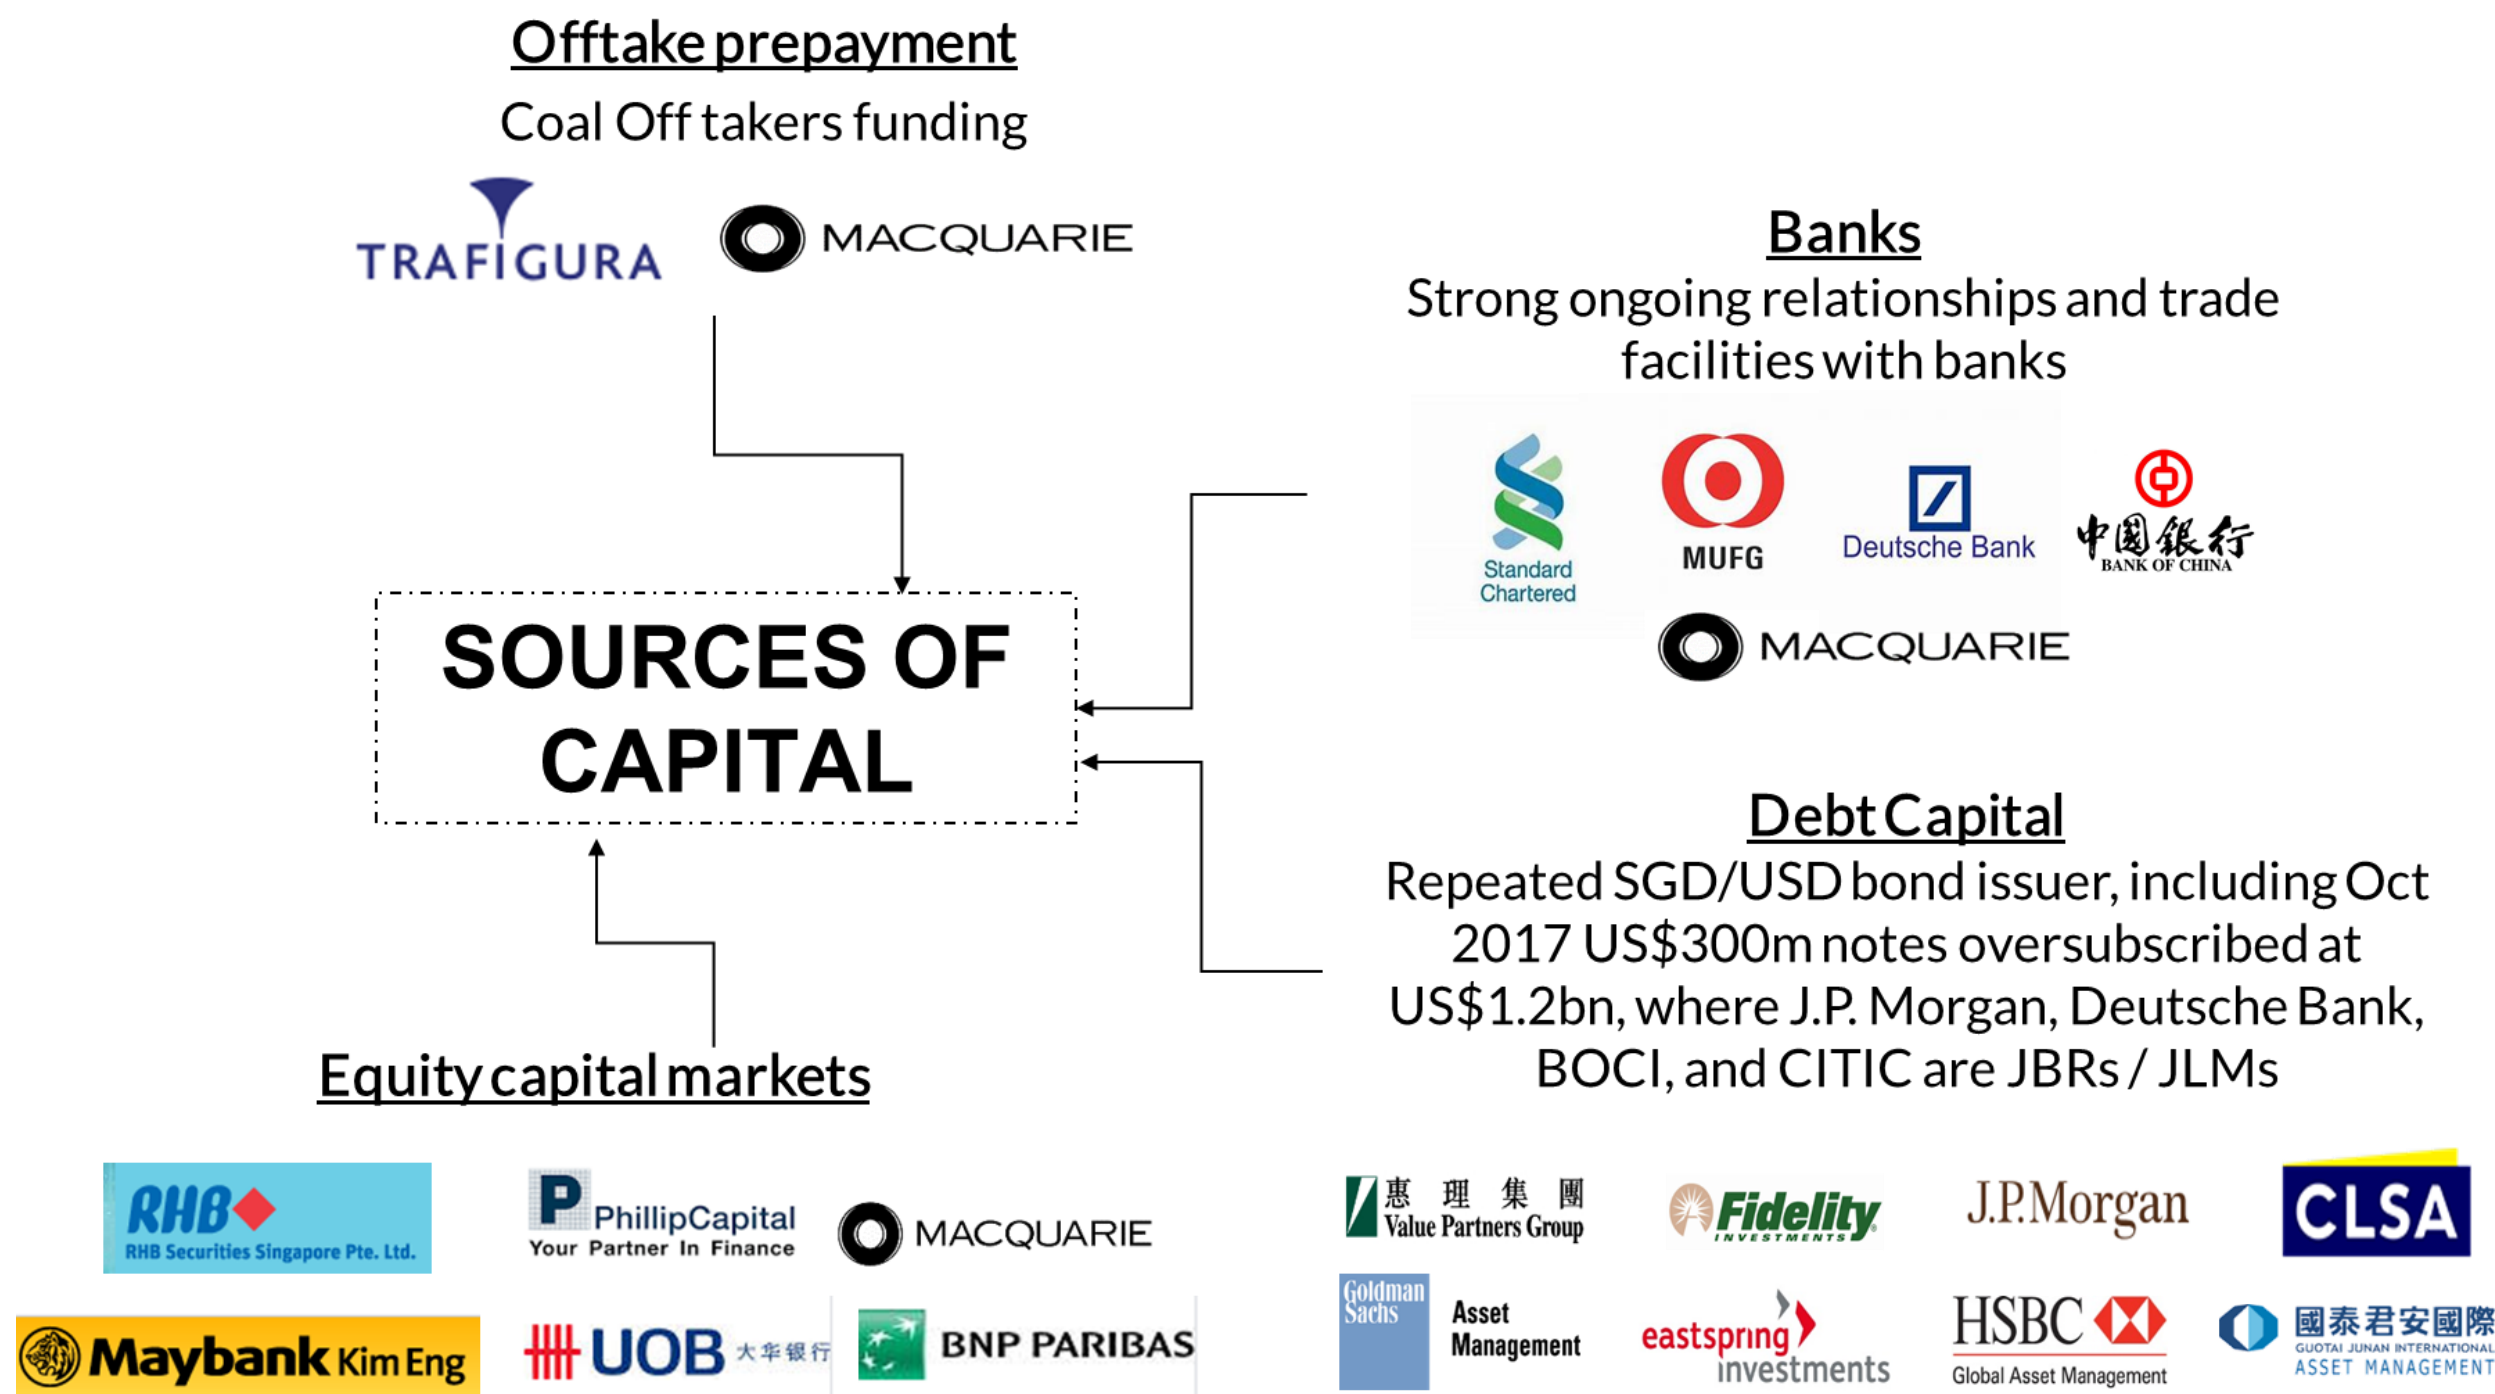 Offtake prepayment
Coal Off takers funding
TRAFIGURA
MACQUARIE
Banks
Strong ongoing relationships and trade
facilities with banks
Standard
Chartered
MUFG
Deutsche Bank
中國銀行
BANK OF CHINA
MACQUARIE
SOURCES OF
CAPITAL
Debt Capital
Repeated SGD/USD bond issuer, including Oct
2017 US$300m notes oversubscribed at
US$1.2bn, where J.P. Morgan, Deutsche Bank,
BOCI, and CITIC are JBRs / JLMs
Equity capital markets
RHB
RHB Securities Singapore Pte. Ltd.
P
PhillipCapital
Your Partner In Finance
MACQUARIE
Maybank Kim Eng
UOB 大华银行
BNP PARIBAS
惠理集團
Value Partners Group
Fidelity
INVESTMENTS
J.P.Morgan
CLSA
Goldman
Sachs
Asset
Management
eastspring
investments
HSBC
Global Asset Management
國泰君安國際
GUOTAI JUNAN INTERNATIONAL
ASSET MANAGEMENT